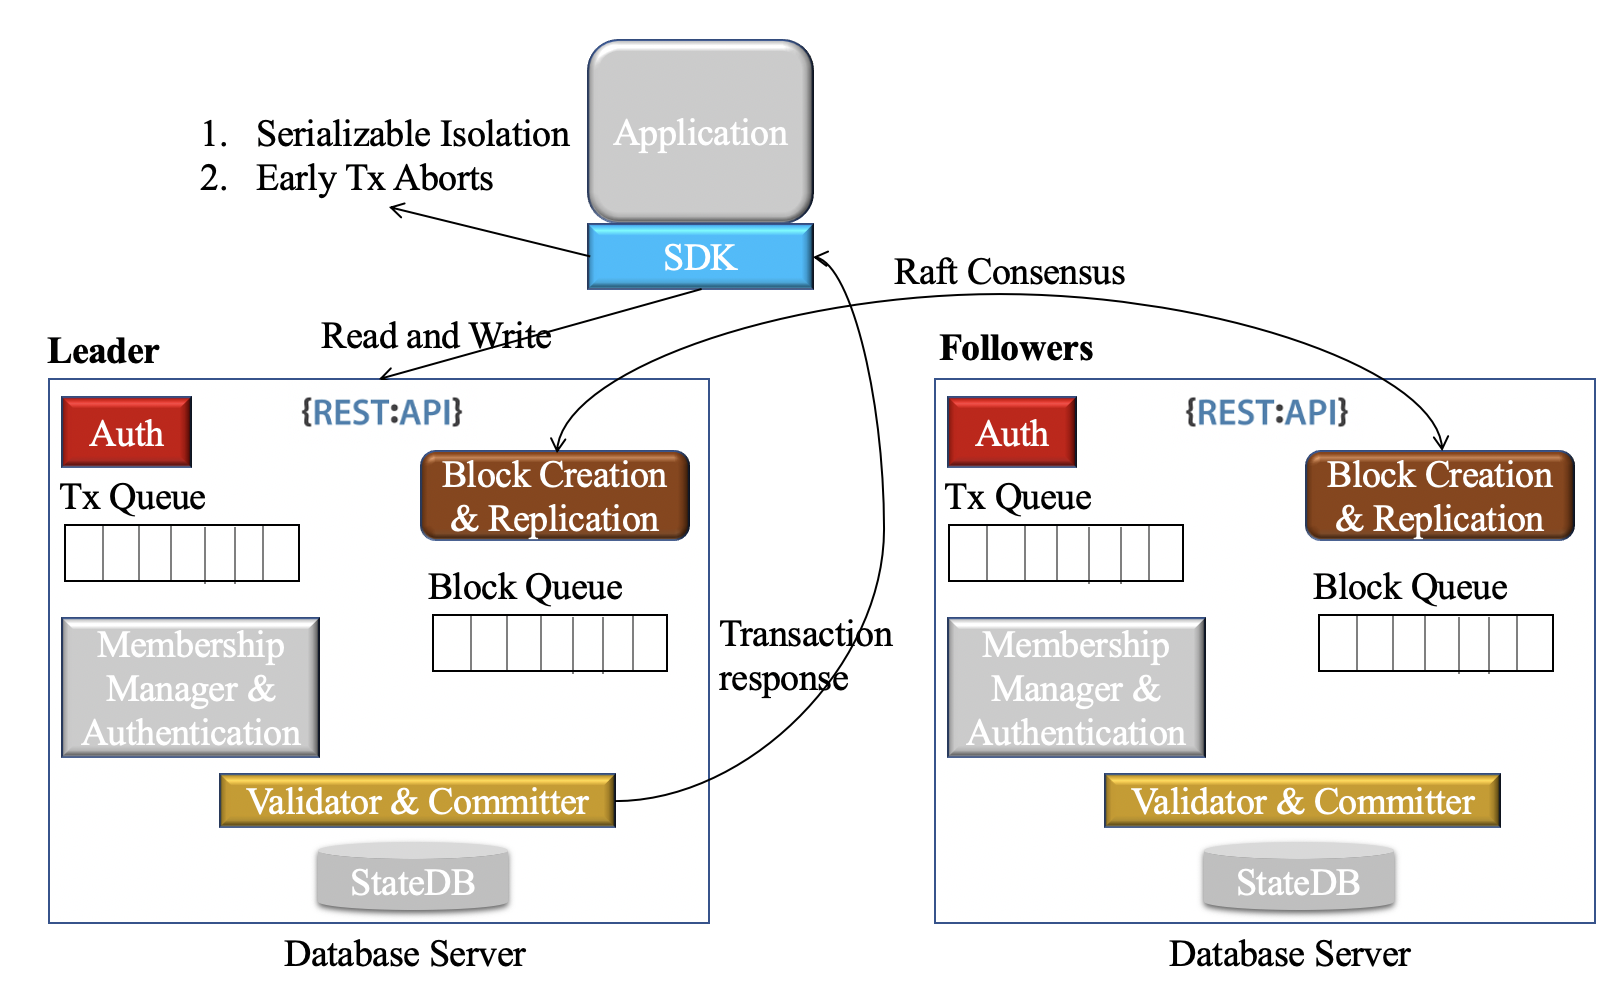 Application
1. Serializable Isolation
2. Early Tx Aborts
SDK
Raft Consensus
Read and Write
Leader
{REST:API}
Auth
Tx Queue
Block Creation
& Replication
Block Queue
Membership
Manager &
Authentication
Transaction
response
Validator & Committer
StateDB
Database Server
Followers
{REST:API}
Auth
Tx Queue
Block Creation
& Replication
Block Queue
Membership
Manager &
Authentication
Validator & Committer
StateDB
Database Server